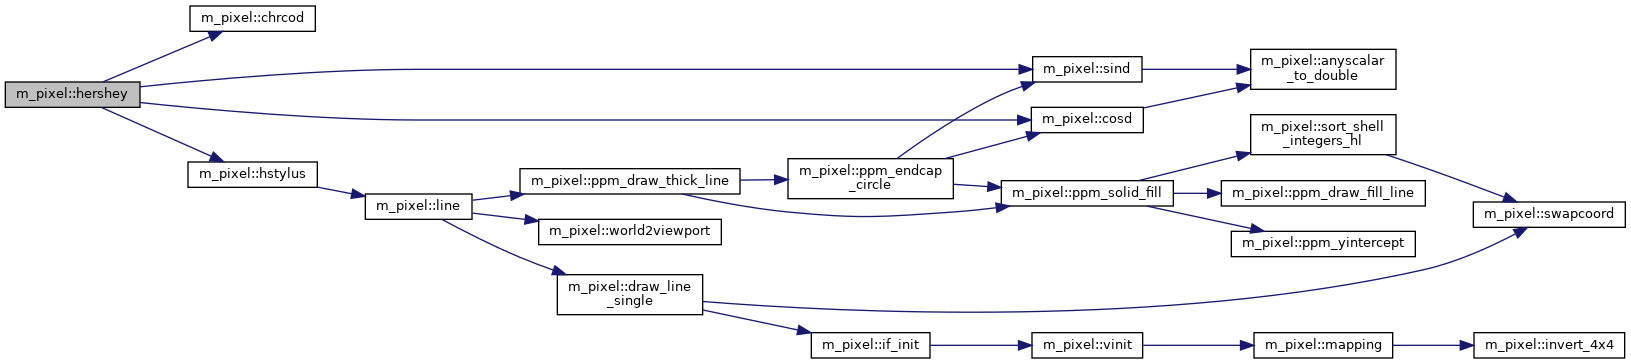 m_pixel::hershey
m_pixel::chrcod
m_pixel::hstylus
m_pixel::line
m_pixel::ppm_draw_thick_line
m_pixel::world2viewport
m_pixel::draw_line
_single
m_pixel::ppm_endcap
_circle
m_pixel::if_init
m_pixel::sind
m_pixel::cosd
m_pixel::ppm_solid_fill
m_pixel::vinit
m_pixel::anyscalar
_to_double
m_pixel::sort_shell
_integers_hl
m_pixel::ppm_draw_fill_line
m_pixel::ppm_yintercept
m_pixel::mapping
m_pixel::swapcoord
m_pixel::invert_4x4